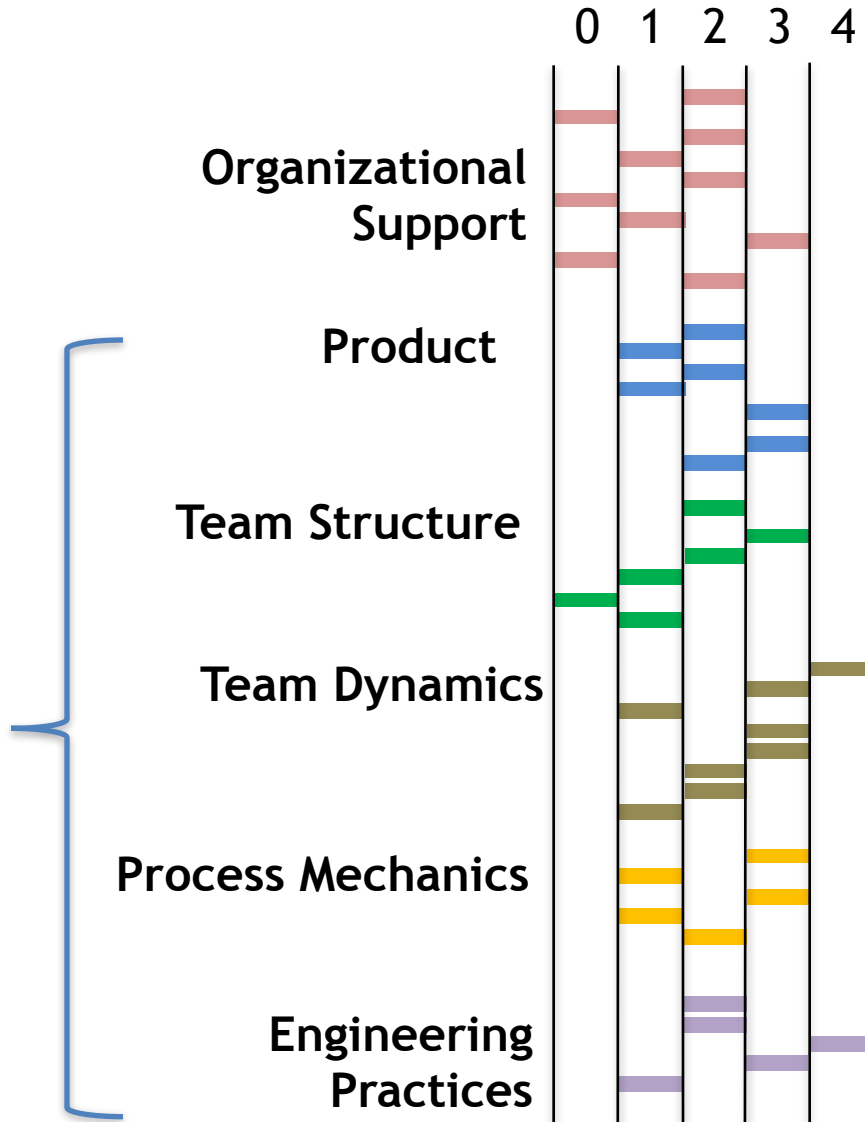 0 1 2 3 4
Organizational
Support
Product
Team Structure
Team Dynamics
Process Mechanics
Engineering
Practices